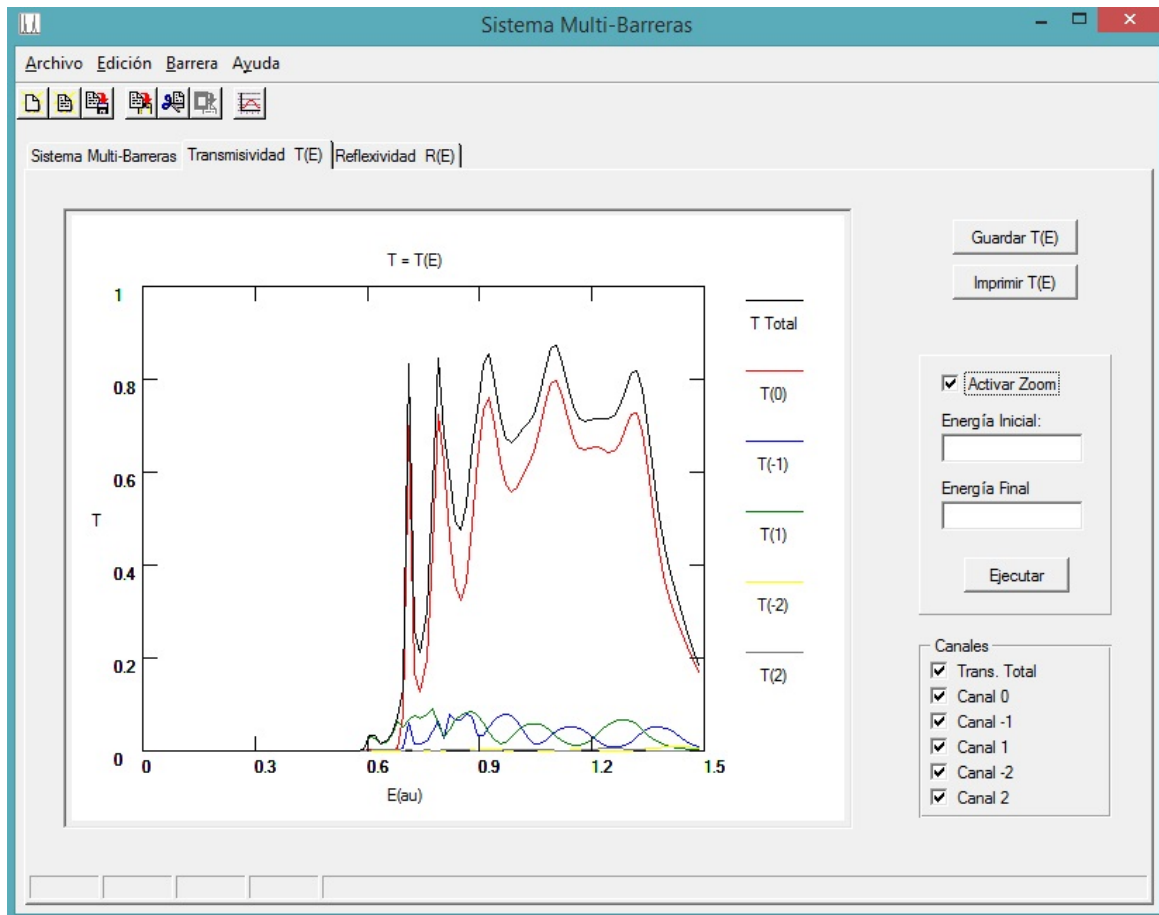 Sistema Multi-Barreras
Archivo Edición Barrera Ayuda
Sistema Multi-Barreras Transmisividad T(E) Reflexividad R(E)
T = T(E)
1
0.8
0.6
T
0.4
0.2
0
0 0.3 0.6 0.9 1.2 1.5
E(au)
T Total
T(0)
T(-1)
T(1)
T(-2)
T(2)
Guardar T(E)
Imprimir T(E)
Activar Zoom
Energía Inicial:
Energía Final
Ejecutar
Canales
Trans. Total
Canal 0
Canal -1
Canal 1
Canal -2
Canal 2